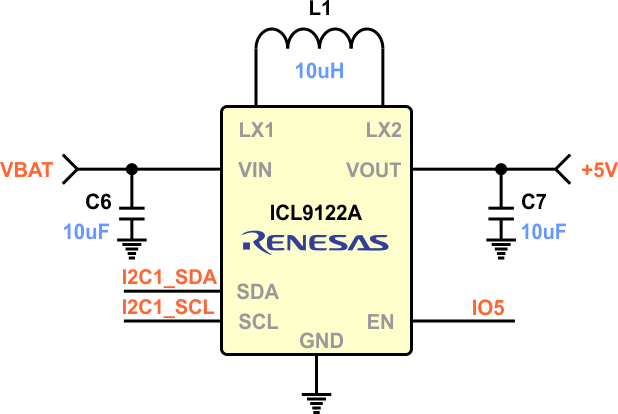 L1
10uH
LX1 LX2
VBAT VIN VOUT +5V
C6 ICL9122A C7
10uF RENESAS 10uF
I2C1_SDA
SDA
I2C1_SCL IO5
SCL EN
GND